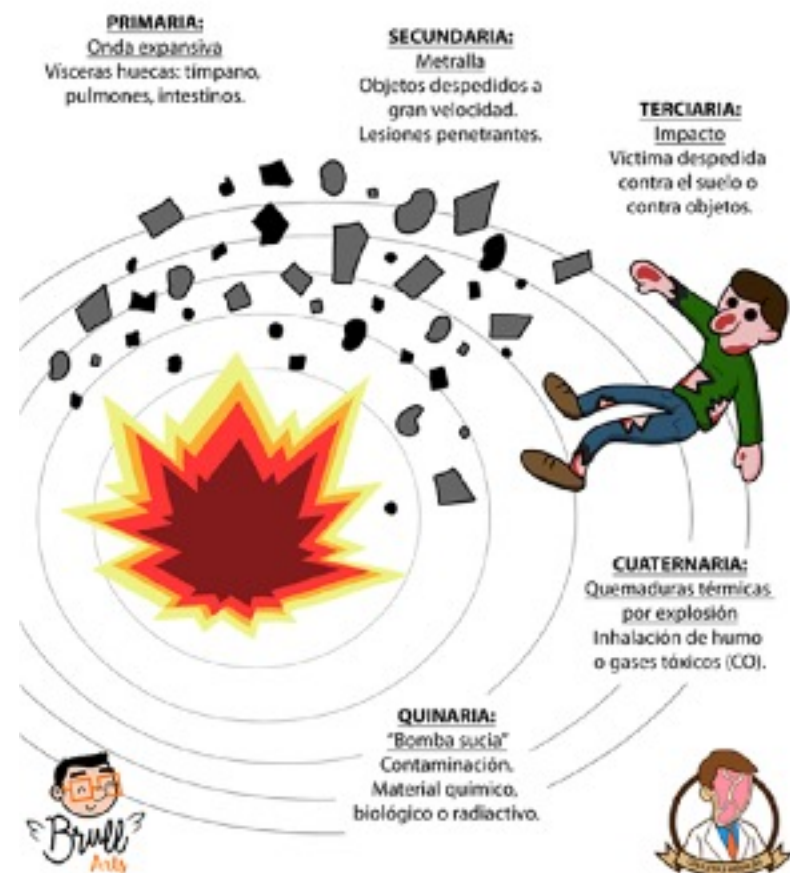 PRIMARIA:
Onda expansiva
Vísceras huecas: tímpano,
pulmones, intestinos.
SECUNDARIA:
Metralla
Objetos despedidos a
gran velocidad.
Lesiones penetrantes.
TERCIARIA:
Impacto
Víctima despedida
contra el suelo o
contra objetos.
CUATERNARIA:
Quemaduras térmicas
por explosión
Inhalación de humo
o gases tóxicos (CO).
QUINARIA:
"Bomba sucia"
Contaminación.
Material químico,
biológico o radiactivo.
Brull
Arts